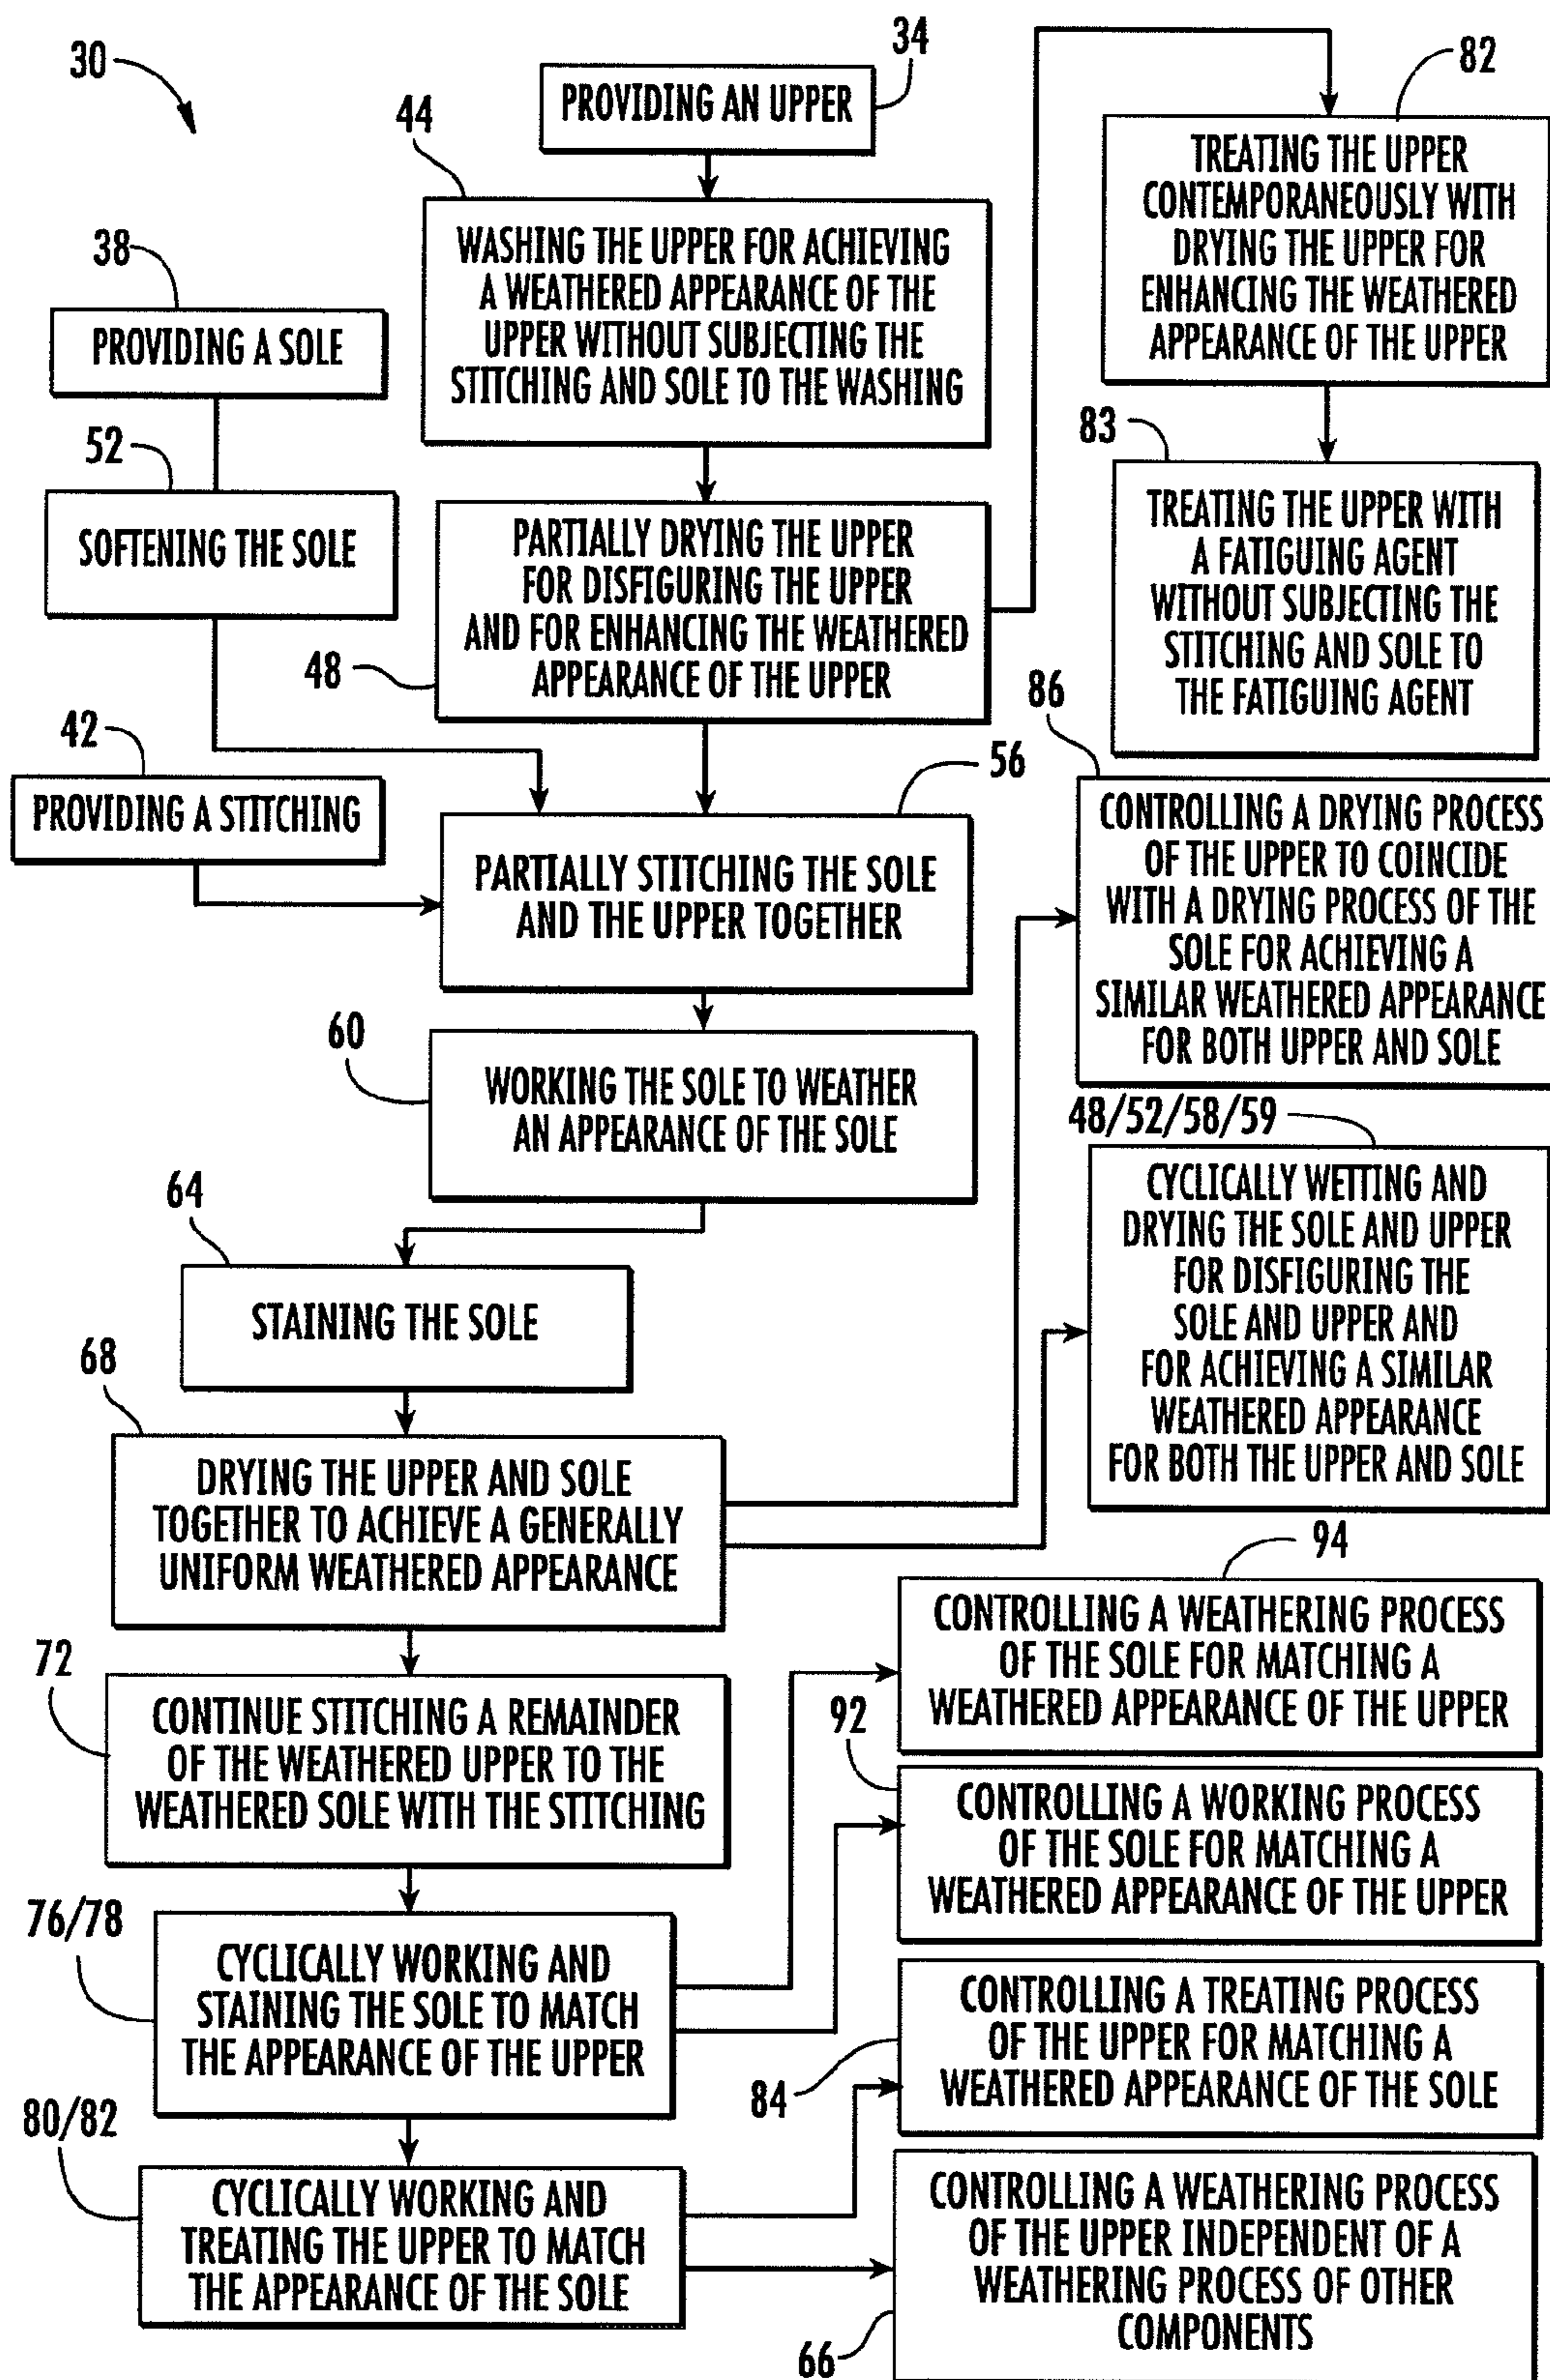 30
34
PROVIDING AN UPPER
44
WASHING THE UPPER FOR ACHIEVING
A WEATHERED APPEARANCE OF THE
UPPER WITHOUT SUBJECTING THE
STITCHING AND SOLE TO THE WASHING
38
PROVIDING A SOLE
52
SOFTENING THE SOLE
PARTIALLY DRYING THE UPPER
FOR DISFIGURING THE UPPER
AND FOR ENHANCING THE WEATHERED
APPEARANCE OF THE UPPER
48
42
PROVIDING A STITCHING
56
PARTIALLY STITCHING THE SOLE
AND THE UPPER TOGETHER
60
WORKING THE SOLE TO WEATHER
AN APPEARANCE OF THE SOLE
64
STAINING THE SOLE
68
DRYING THE UPPER AND SOLE
TOGETHER TO ACHIEVE A GENERALLY
UNIFORM WEATHERED APPEARANCE
72
CONTINUE STITCHING A REMAINDER
OF THE WEATHERED UPPER TO THE
WEATHERED SOLE WITH THE STITCHING
76/78
CYCLICALLY WORKING AND
STAINING THE SOLE TO MATCH
THE APPEARANCE OF THE UPPER
80/82
CYCLICALLY WORKING AND
TREATING THE UPPER TO MATCH
THE APPEARANCE OF THE SOLE
82
TREATING THE UPPER
CONTEMPORANEOUSLY WITH
DRYING THE UPPER FOR
ENHANCING THE WEATHERED
APPEARANCE OF THE UPPER
83
TREATING THE UPPER WITH
A FATIGUING AGENT
WITHOUT SUBJECTING THE
STITCHING AND SOLE TO
THE FATIGUING AGENT
86
CONTROLLING A DRYING PROCESS
OF THE UPPER TO COINCIDE
WITH A DRYING PROCESS OF THE
SOLE FOR ACHIEVING A
SIMILAR WEATHERED APPEARANCE
FOR BOTH UPPER AND SOLE
48/52/58/59
CYCLICALLY WETTING AND
DRYING THE SOLE AND UPPER
FOR DISFIGURING THE
SOLE AND UPPER AND
FOR ACHIEVING A SIMILAR
WEATHERED APPEARANCE
FOR BOTH THE UPPER AND SOLE
94
CONTROLLING A WEATHERING PROCESS
OF THE SOLE FOR MATCHING A
WEATHERED APPEARANCE OF THE UPPER
92
CONTROLLING A WORKING PROCESS
OF THE SOLE FOR MATCHING A
WEATHERED APPEARANCE OF THE UPPER
CONTROLLING A TREATING PROCESS
OF THE UPPER FOR MATCHING A
WEATHERED APPEARANCE OF THE SOLE
84
CONTROLLING A WEATHERING PROCESS
OF THE UPPER INDEPENDENT OF A
WEATHERING PROCESS OF OTHER
COMPONENTS
66